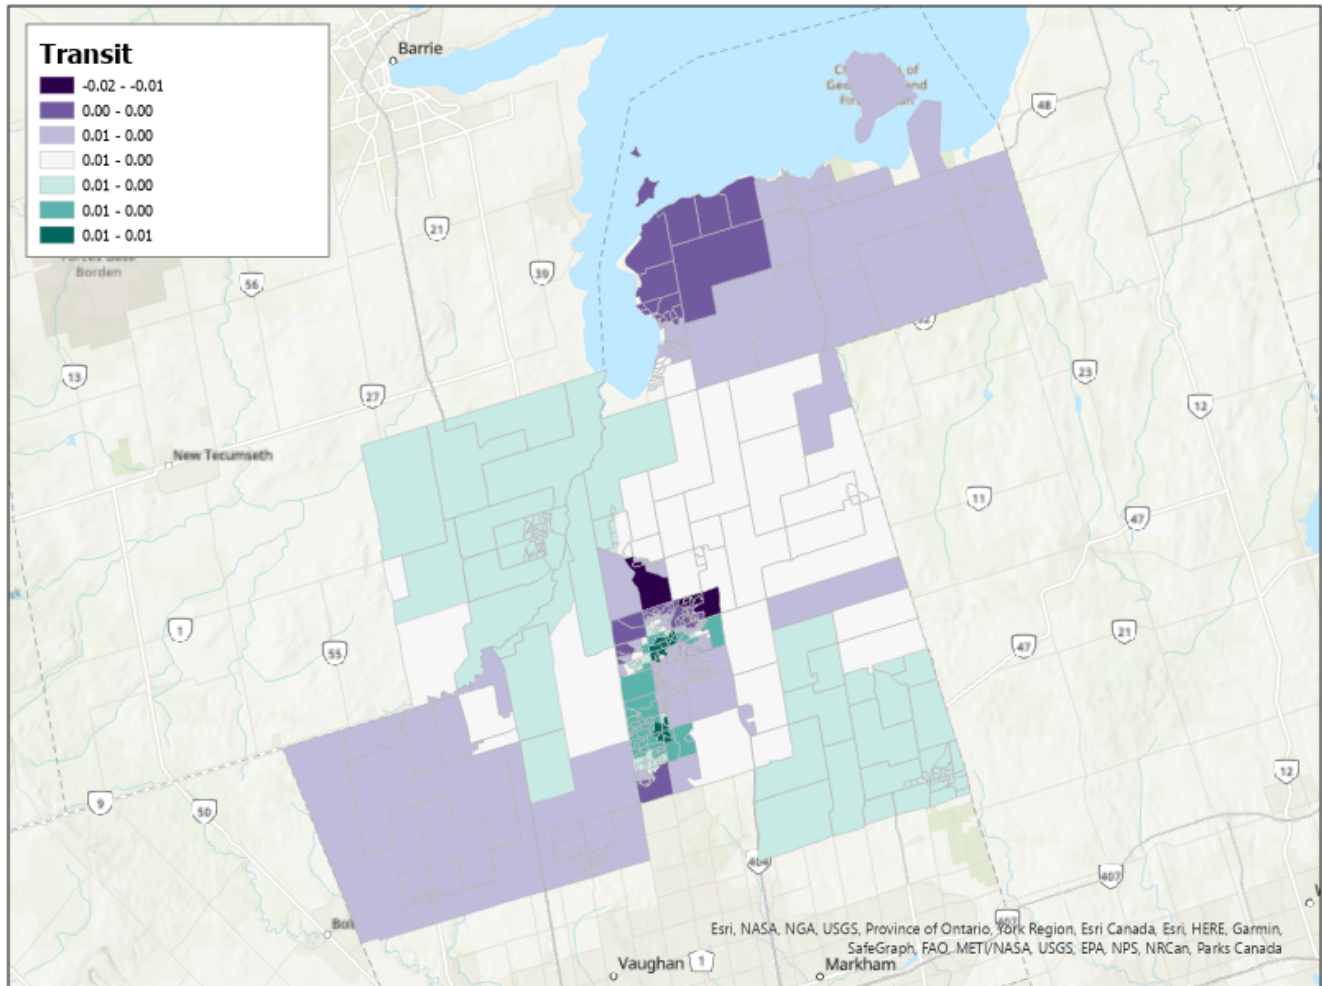 Transit
-0.02 - -0.01
0.00 - 0.00
0.01 - 0.00
0.01 - 0.00
0.01 - 0.00
0.01 - 0.00
0.01 - 0.01
Barrie
48
21
Borden
56
39
13
27
23
12
New Tecumseth
11
47
1
55
21
47
9
50
12
404
407
407
Esri, NASA, NGA, USGS, Province of Ontario, York Region, Esri Canada, Esri, HERE, Garmin,
SafeGraph, FAO, METI/NASA, USGS, EPA, NPS, NRCan, Parks Canada
Vaughan
1
Markham